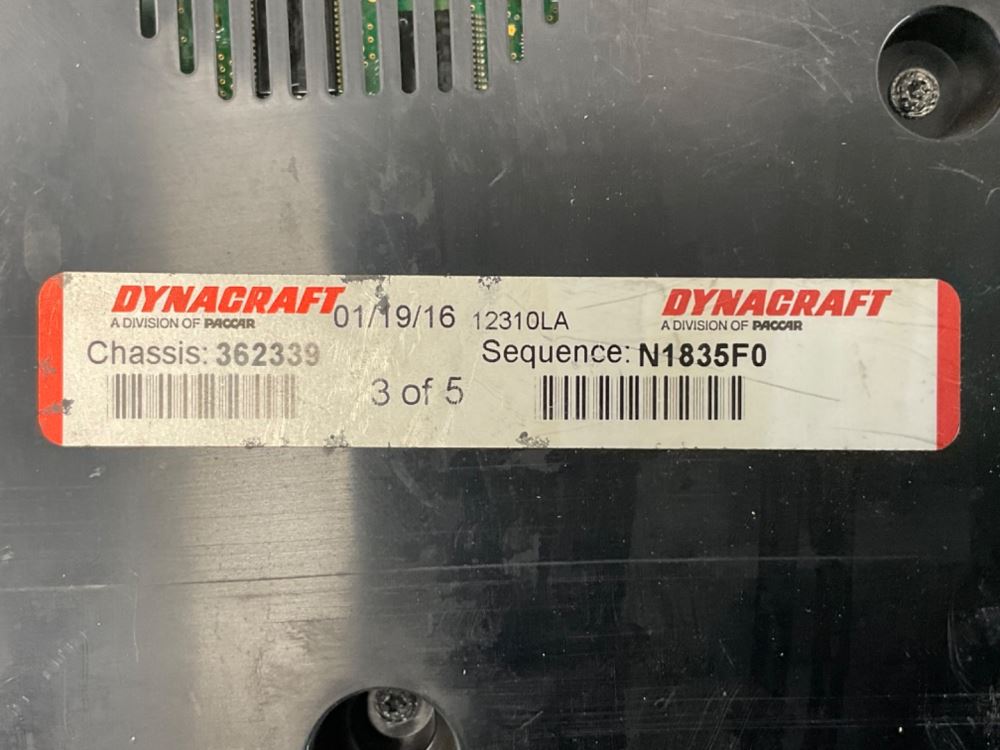 DYNACRAFT 01/19/16 12310LA DYNACRAFT
A DIVISION OF PACCAR A DIVISION OF PACCAR
Chassis: 362339 Sequence: N1835F0
3 of 5